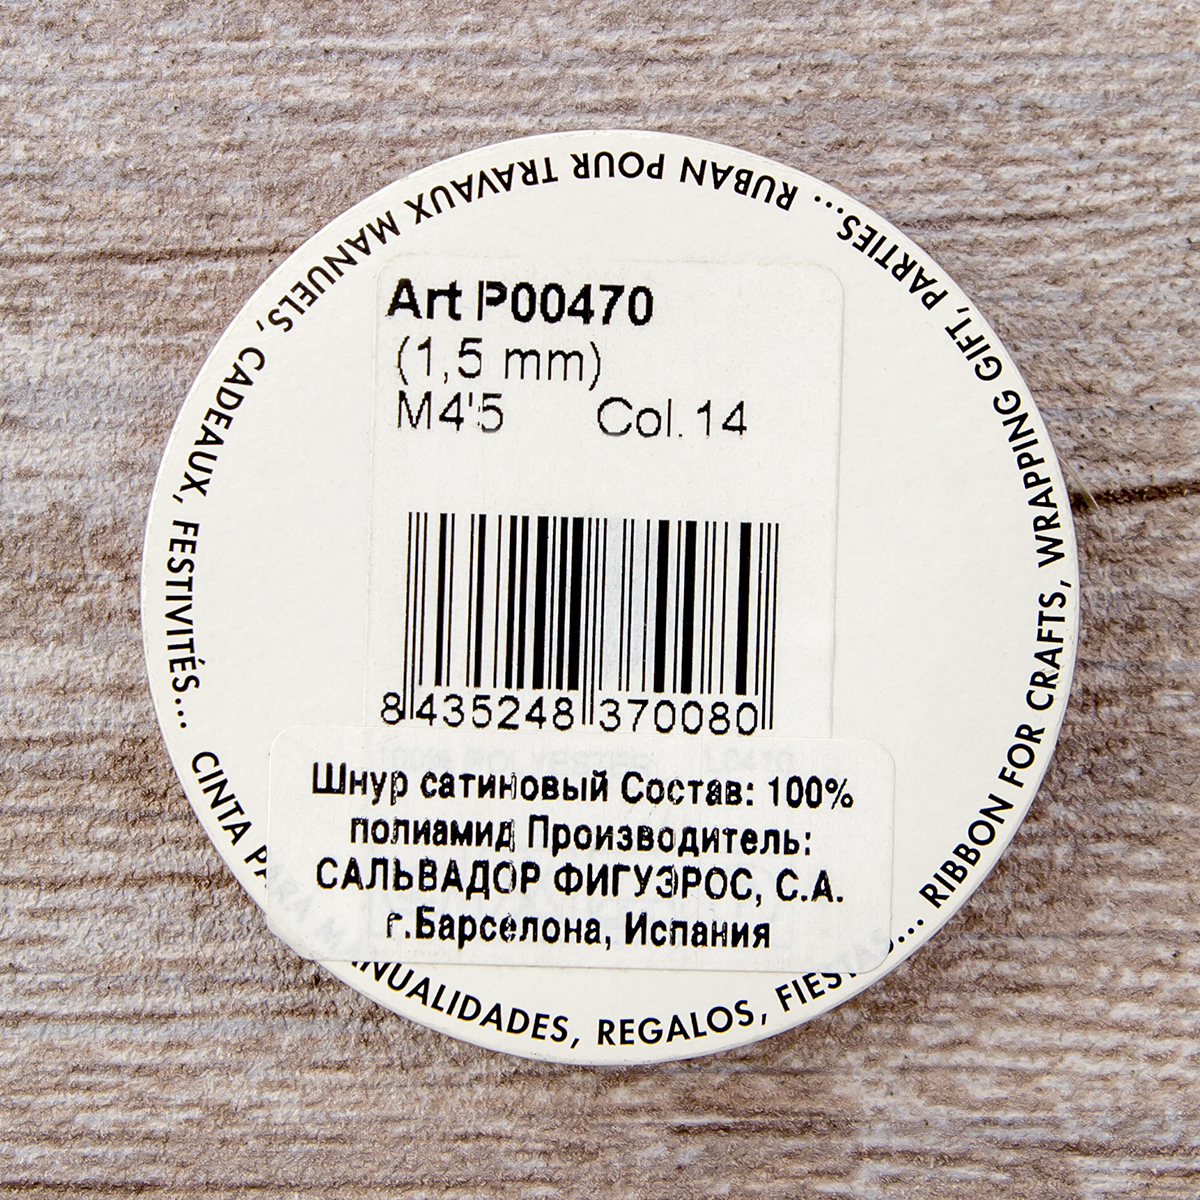 Art P00470
(1,5 mm)
M4'5 Col. 14
8 435248 370080
Шнур сатиновый Состав: 100%
полиамид Производитель:
САЛЬВАДОР ФИГУЭРОС, С.А.
г.Барселона, Испания
RUBAN POUR TRAVAUX MANUELS, CADEAUX, FESTIVITÉS...
CINTA PARA MANUALIDADES, REGALOS, FIESTAS...
RIBBON FOR CRAFTS, WRAPPING GIFT, PARTIES...